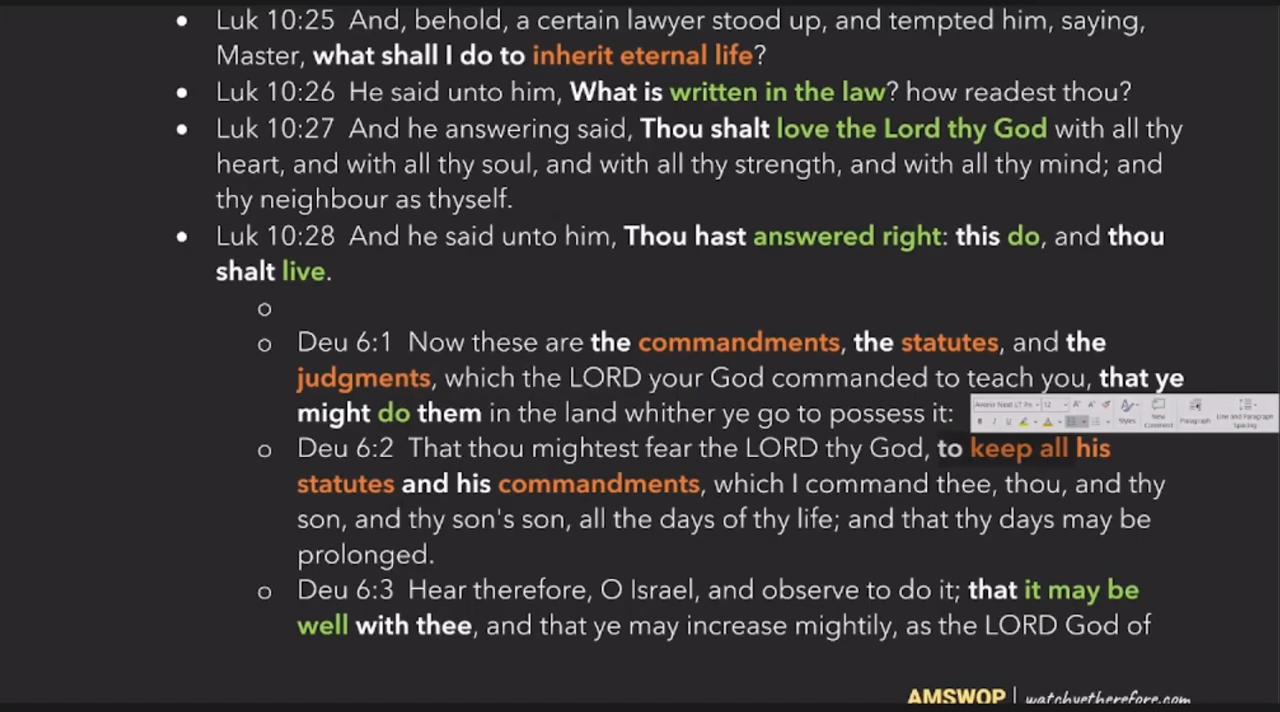 Luk 10:25 And, behold, a certain lawyer stood up, and tempted him, saying,
Master, what shall I do to inherit eternal life?
Luk 10:26 He said unto him, What is written in the law? how readest thou?
Luk 10:27 And he answering said, Thou shalt love the Lord thy God with all thy
heart, and with all thy soul, and with all thy strength, and with all thy mind; and
thy neighbour as thyself.
Luk 10:28 And he said unto him, Thou hast answered right: this do, and thou
shalt live.
Deu 6:1 Now these are the commandments, the statutes, and the
judgments, which the LORD your God commanded to teach you, that ye
might do them in the land whither ye go to possess it:
12
Styles
New
Comment
Paragraph
Line and Paragraph
Spacing
Deu 6:2 That thou mightest fear the LORD thy God, to keep all his
statutes and his commandments, which I command thee, thou, and thy
son, and thy son's son, all the days of thy life; and that thy days may be
prolonged.
Deu 6:3 Hear therefore, O Israel, and observe to do it; that it may be
well with thee, and that ye may increase mightily, as the LORD God of
AMSWOP | watchyetherefore.com